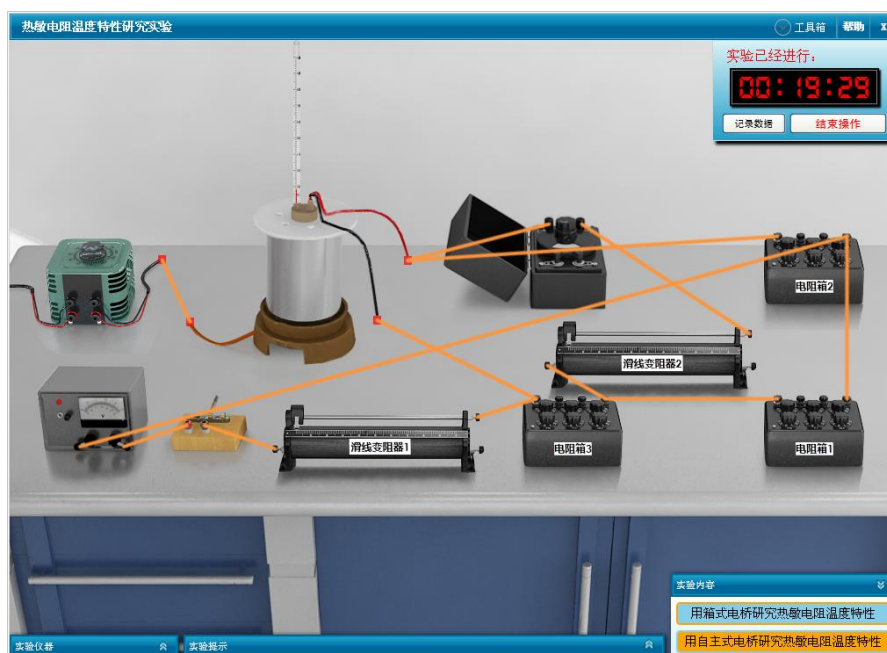 热敏电阻温度特性研究实验
工具箱 帮助 X
实验已经进行：
00:19:29
记录数据 结束操作
电阻箱2
滑线变阻器2
滑线变阻器1
电阻箱3
电阻箱1
实验内容
用箱式电桥研究热敏电阻温度特性
用自主式电桥研究热敏电阻温度特性
实验仪器
实验提示